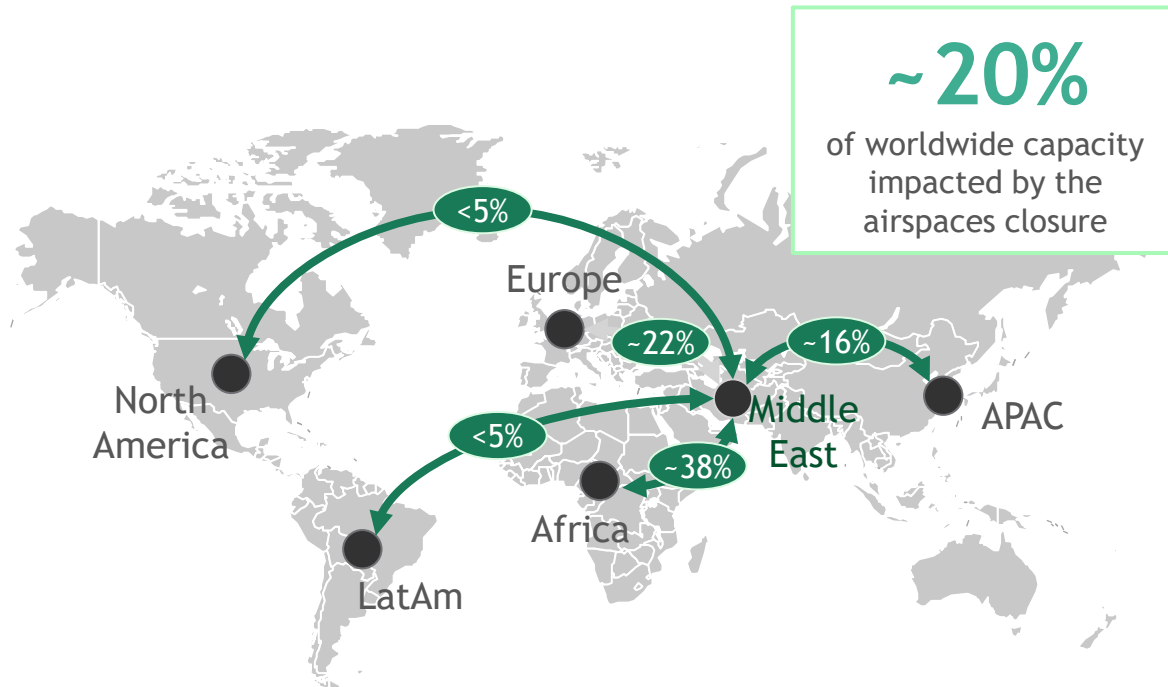 ~20%
of worldwide capacity
impacted by the
airspaces closure
<5%
Europe
~22%
~16%
North
America
<5%
Middle
East
APAC
~38%
Africa
LatAm